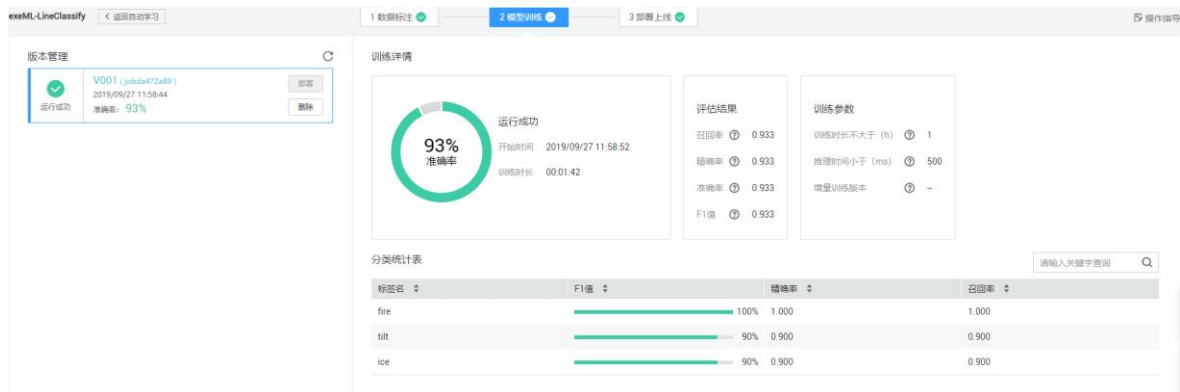 exeML-LineClassify < 返回自动学习 1 数据标注 2 模型训练 3 部署上线 操作指导
版本管理
V001 (jobda472a89) 部署
2019/09/27 11:58:44
运行成功 准确率: 93% 删除
训练详情
93%
准确率
运行成功
开始时间 2019/09/27 11:58:52
训练时长 00:01:42
评估结果
召回率 ? 0.933
精确率 ? 0.933
准确率 ? 0.933
F1值 ? 0.933
训练参数
训练时长不大于 (h) ? 1
推理时间小于 (ms) ? 500
增量训练版本 ? –
分类统计表 请输入关键字查询
标签名 F1值 精确率 召回率
fire 100% 1.000 1.000
tilt 90% 0.900 0.900
ice 90% 0.900 0.900